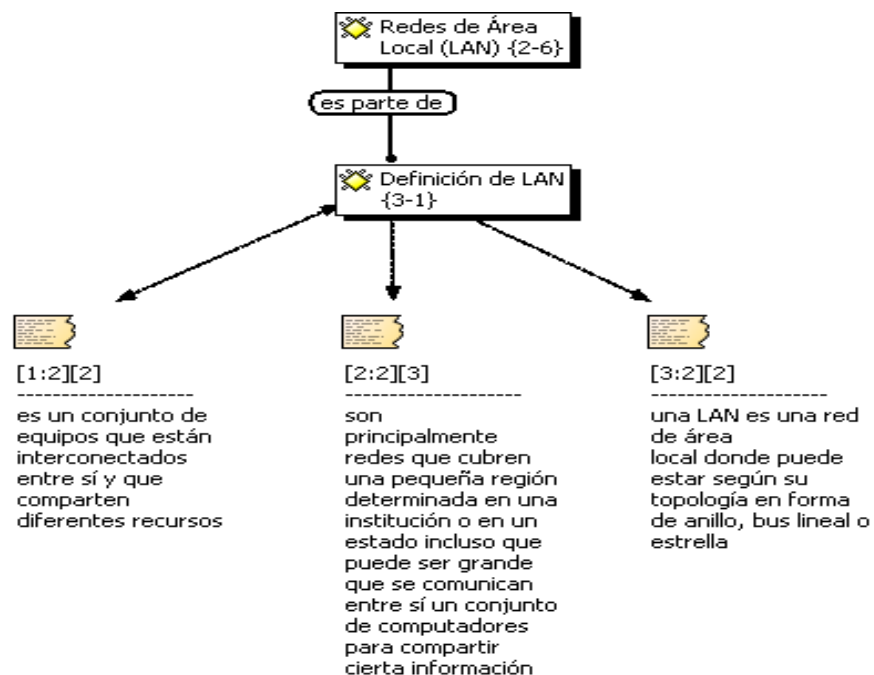 Redes de Área
Local (LAN) {2-6}
es parte de
Definición de LAN
{3-1}
[1:2][2]
--------------------
es un conjunto de
equipos que están
interconectados
entre sí y que
comparten
diferentes recursos
[2:2][3]
--------------------
son
principalmente
redes que cubren
una pequeña región
determinada en una
institución o en un
estado incluso que
puede ser grande
que se comunican
entre sí un conjunto
de computadores
para compartir
cierta información
[3:2][2]
--------------------
una LAN es una red
de área
local donde puede
estar según su
topología en forma
de anillo, bus lineal o
estrella